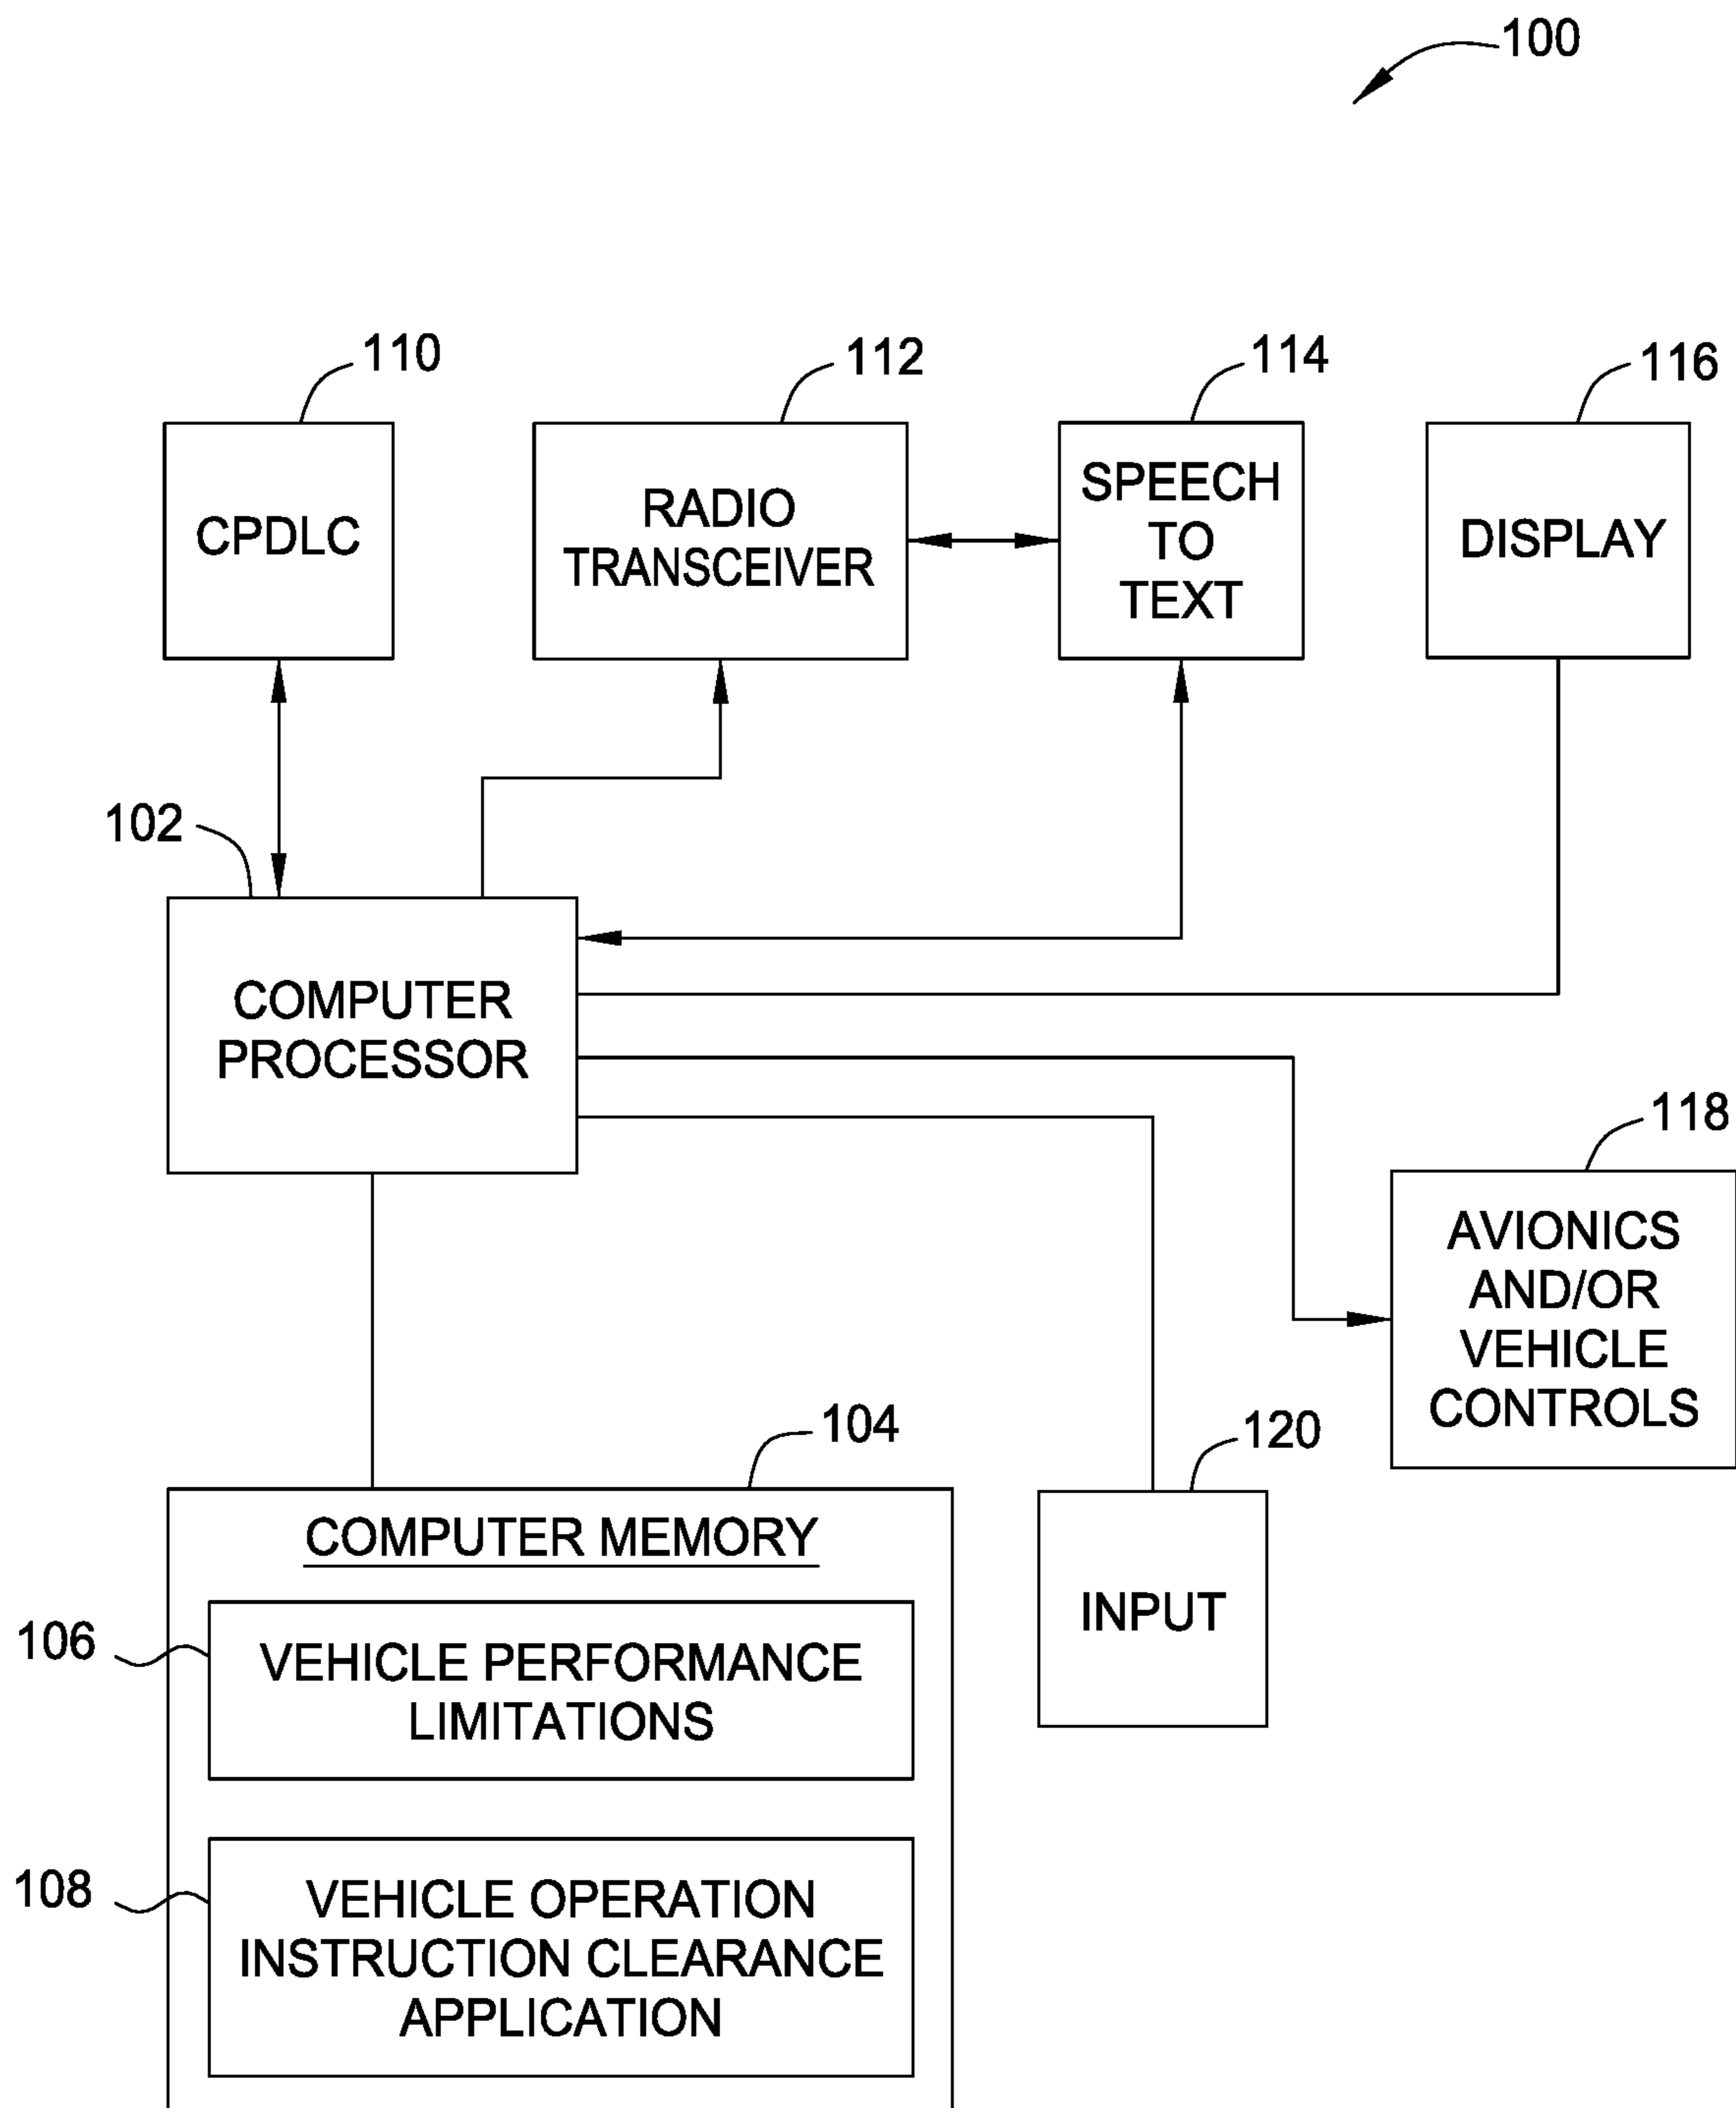 100
110
112
114
116
CPDLC
RADIO
TRANSCEIVER
SPEECH
TO
TEXT
DISPLAY
102
COMPUTER
PROCESSOR
118
AVIONICS
AND/OR
VEHICLE
CONTROLS
104
120
COMPUTER MEMORY
INPUT
106
VEHICLE PERFORMANCE
LIMITATIONS
108
VEHICLE OPERATION
INSTRUCTION CLEARANCE
APPLICATION